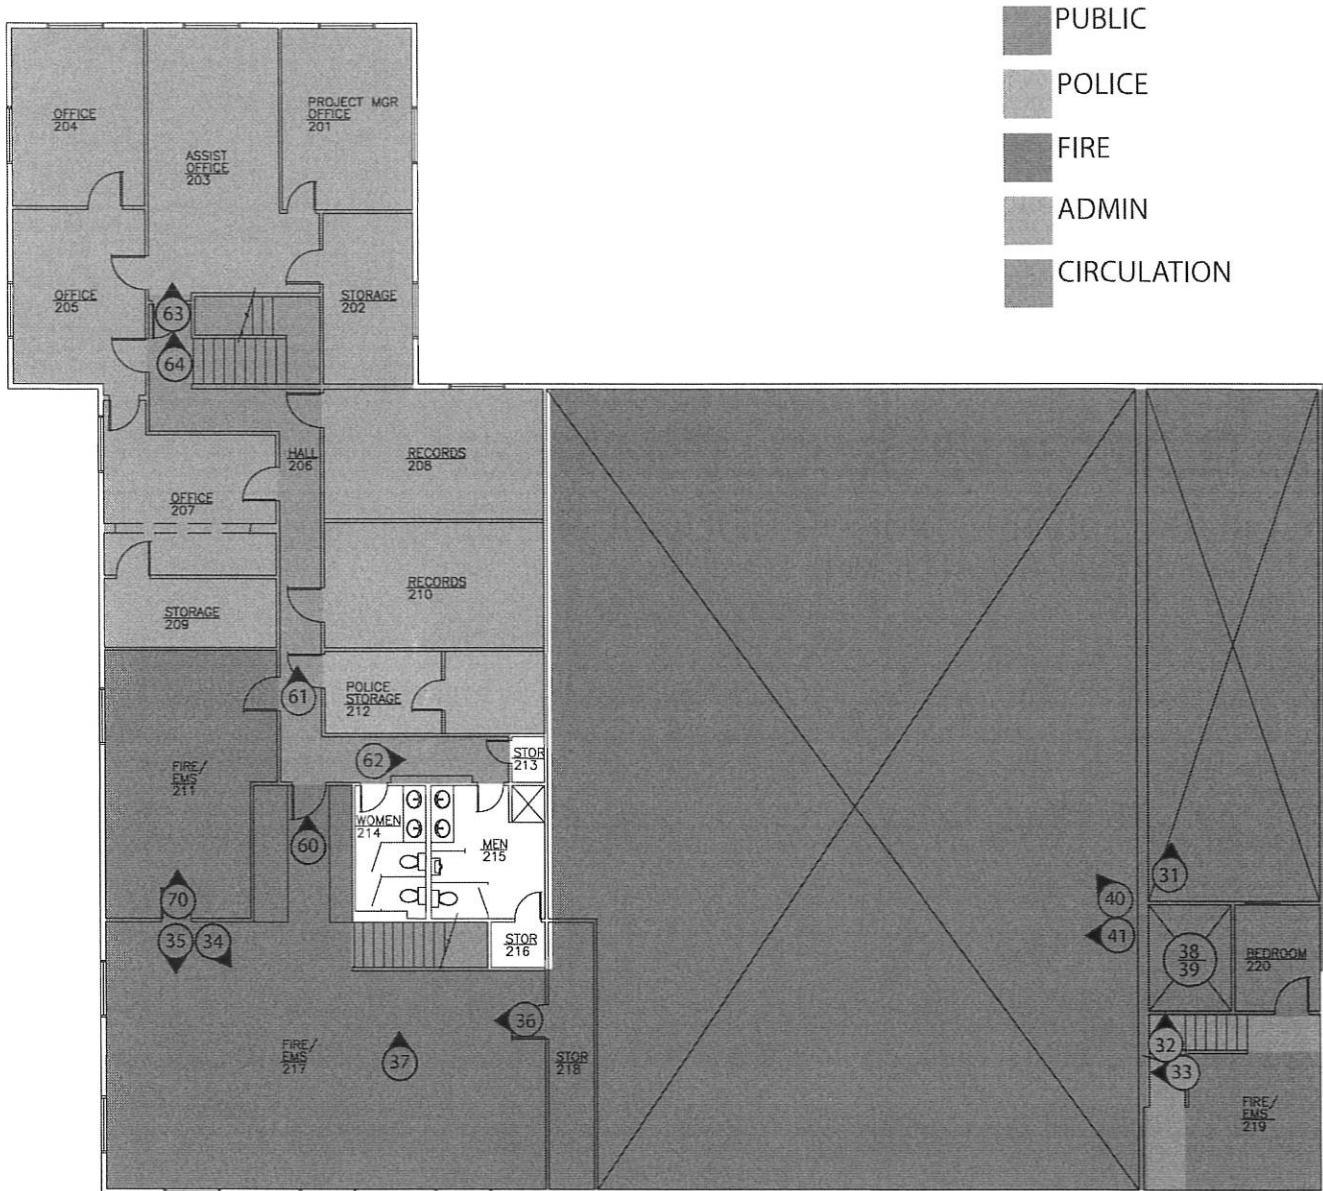 PUBLIC
POLICE
FIRE
ADMIN
CIRCULATION
OFFICE
204
PROJECT MGR
OFFICE
201
ASSIST
OFFICE
203
OFFICE
205
STORAGE
202
63
64
HALL
206
RECORDS
208
OFFICE
207
RECORDS
210
STORAGE
209
61
POLICE
STORAGE
212
62
STOR
213
FIRE/
EMS
211
WOMEN
214
MEN
215
60
70
35
34
STOR
216
36
FIRE/
EMS
217
37
STOR
218
31
40
41
38
39
BEDROOM
220
32
33
FIRE/
EMS
219